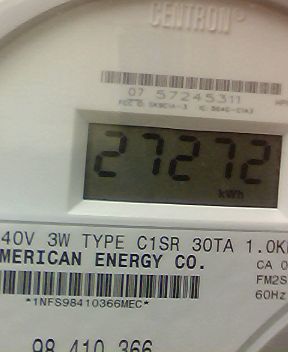 CENTRON®
07 57245311
27272
kWh
40V 3W TYPE C1SR 30TA 1.0K
MERICAN ENERGY CO.
CA 0
FM2S
60Hz
*1NFS98410366MEC*
98 410 366